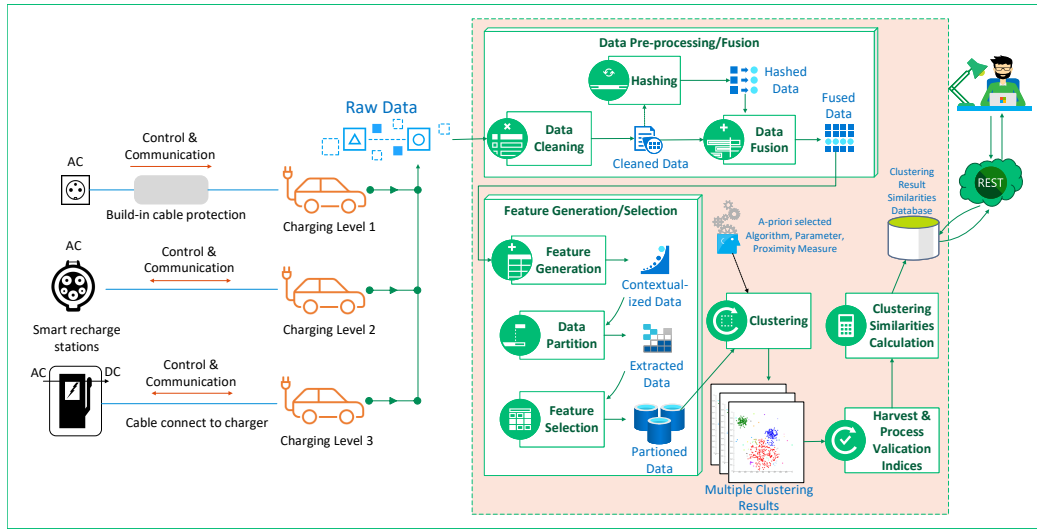 AC
Control &
Communication
Build-in cable protection
Charging Level 1
AC
Control &
Communication
Smart recharge
stations
Charging Level 2
AC
DC
Control &
Communication
Cable connect to charger
Charging Level 3
Raw Data
Data Pre-processing/Fusion
Hashing
Hashed
Data
Data
Cleaning
Cleaned Data
Data
Fusion
Fused
Data
Feature Generation/Selection
Feature
Generation
Contextual-
ized Data
Data
Partition
Extracted
Data
Feature
Selection
Partioned
Data
A-priori selected
Algorithm, Parameter,
Proximity Measure
Clustering
Multiple Clustering
Results
Harvest &
Process
Valication
Indices
Clustering
Similarities
Calculation
Clustering
Result
Similarities
Database
REST